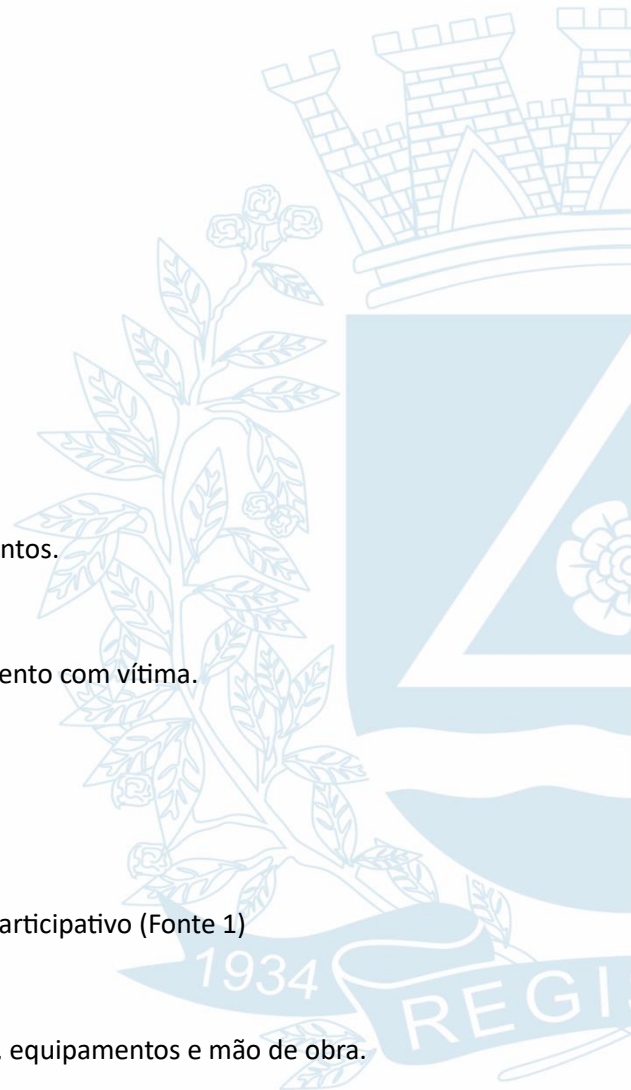 ntos.
ento com vítima.
articipativo (Fonte 1)
1934
REGI
, equipamentos e mão de obra.